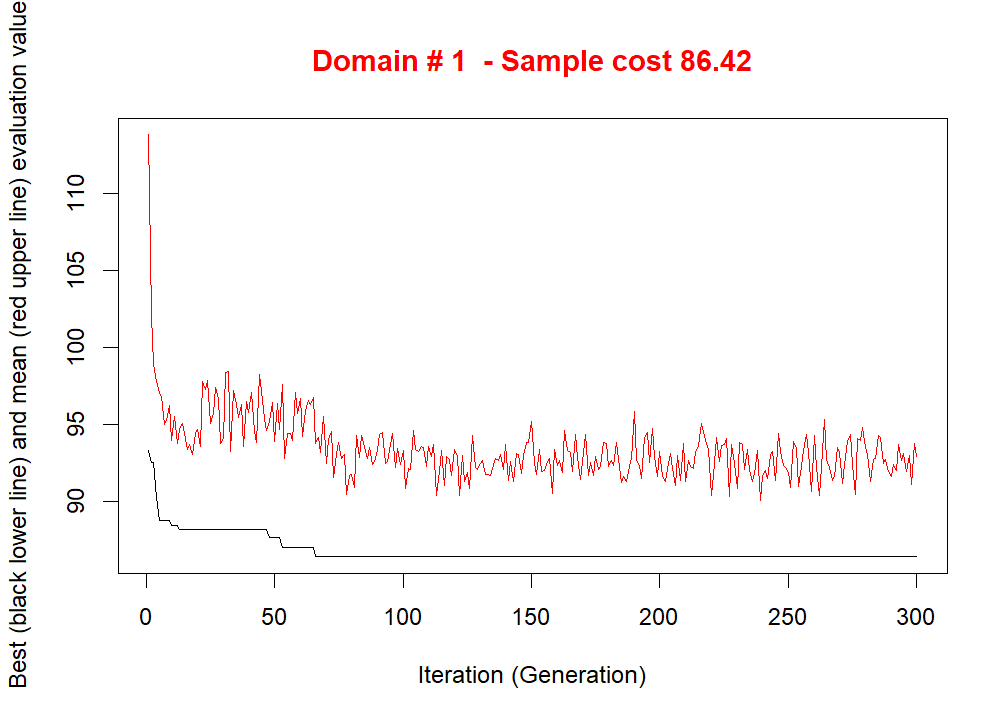 Domain # 1  - Sample cost 86.42
Best (black lower line) and mean (red upper line) evaluation value
110
105
100
95
90
0 50 100 150 200 250 300
Iteration (Generation)